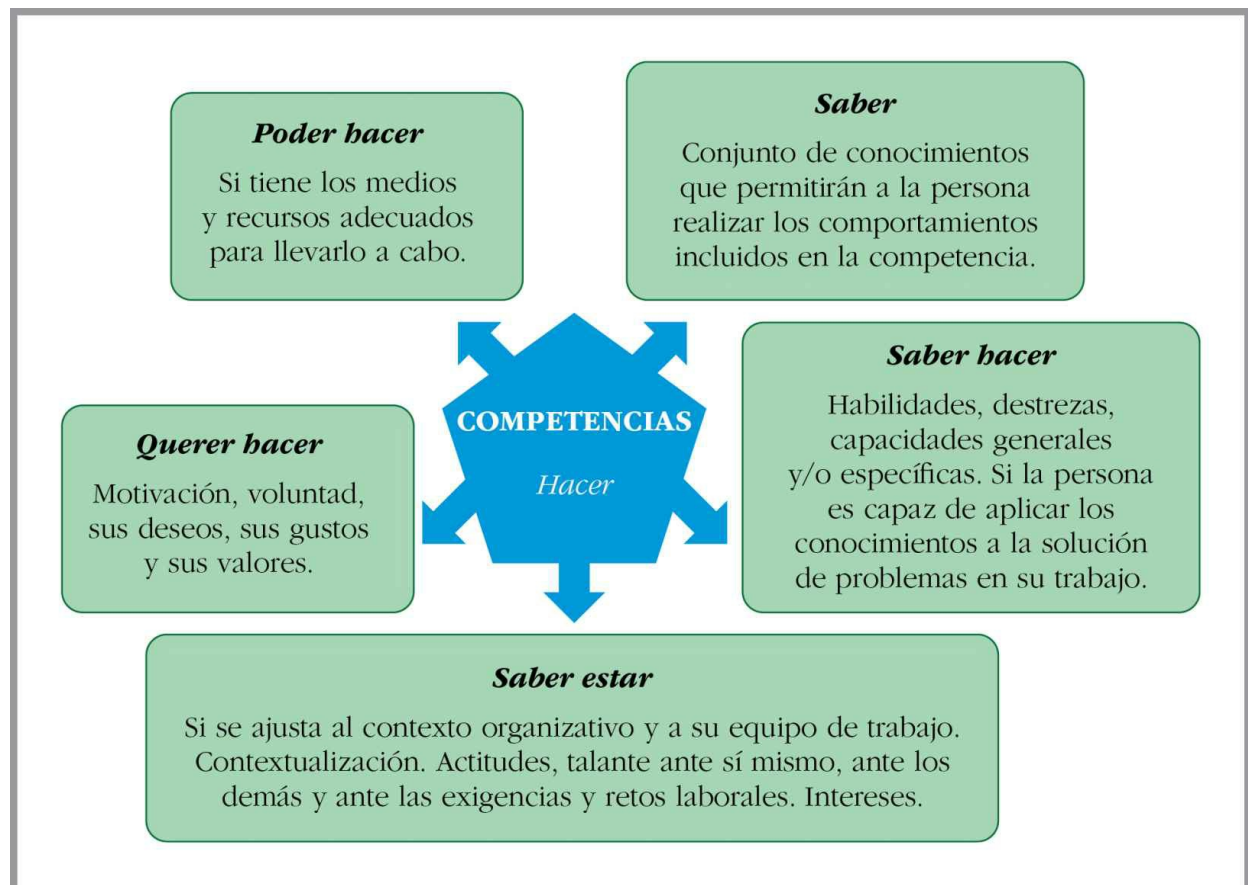 Poder hacer
Si tiene los medios
y recursos adecuados
para llevarlo a cabo.
Saber
Conjunto de conocimientos
que permitirán a la persona
realizar los comportamientos
incluidos en la competencia.
COMPETENCIAS
Hacer
Querer hacer
Motivación, voluntad,
sus deseos, sus gustos
y sus valores.
Saber hacer
Habilidades, destrezas,
capacidades generales
y/o específicas. Si la persona
es capaz de aplicar los
conocimientos a la solución
de problemas en su trabajo.
Saber estar
Si se ajusta al contexto organizativo y a su equipo de trabajo.
Contextualización. Actitudes, talante ante sí mismo, ante los
demás y ante las exigencias y retos laborales. Intereses.